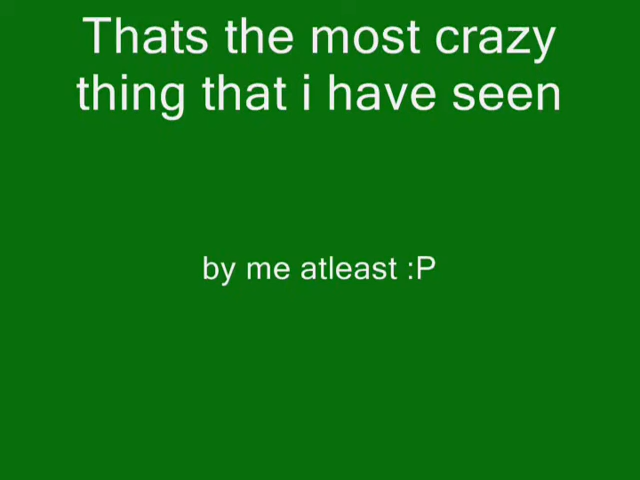 Thats the most crazy
thing that i have seen
by me atleast :P